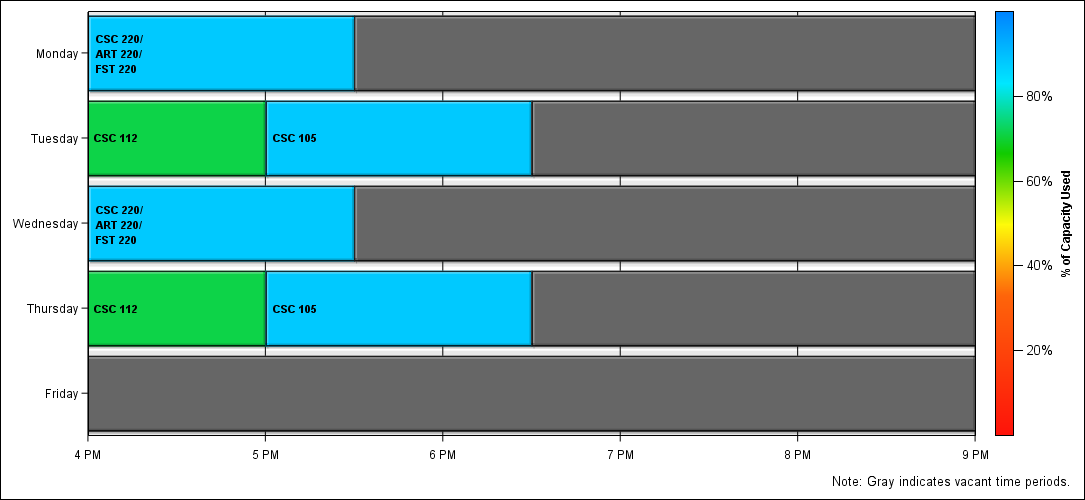 Monday
CSC 220/
ART 220/
FST 220
Tuesday
CSC 112
CSC 105
Wednesday
CSC 220/
ART 220/
FST 220
Thursday
CSC 112
CSC 105
Friday
4 PM
5 PM
6 PM
7 PM
8 PM
9 PM
80%
60%
40%
20%
% of Capacity Used
Note: Gray indicates vacant time periods.